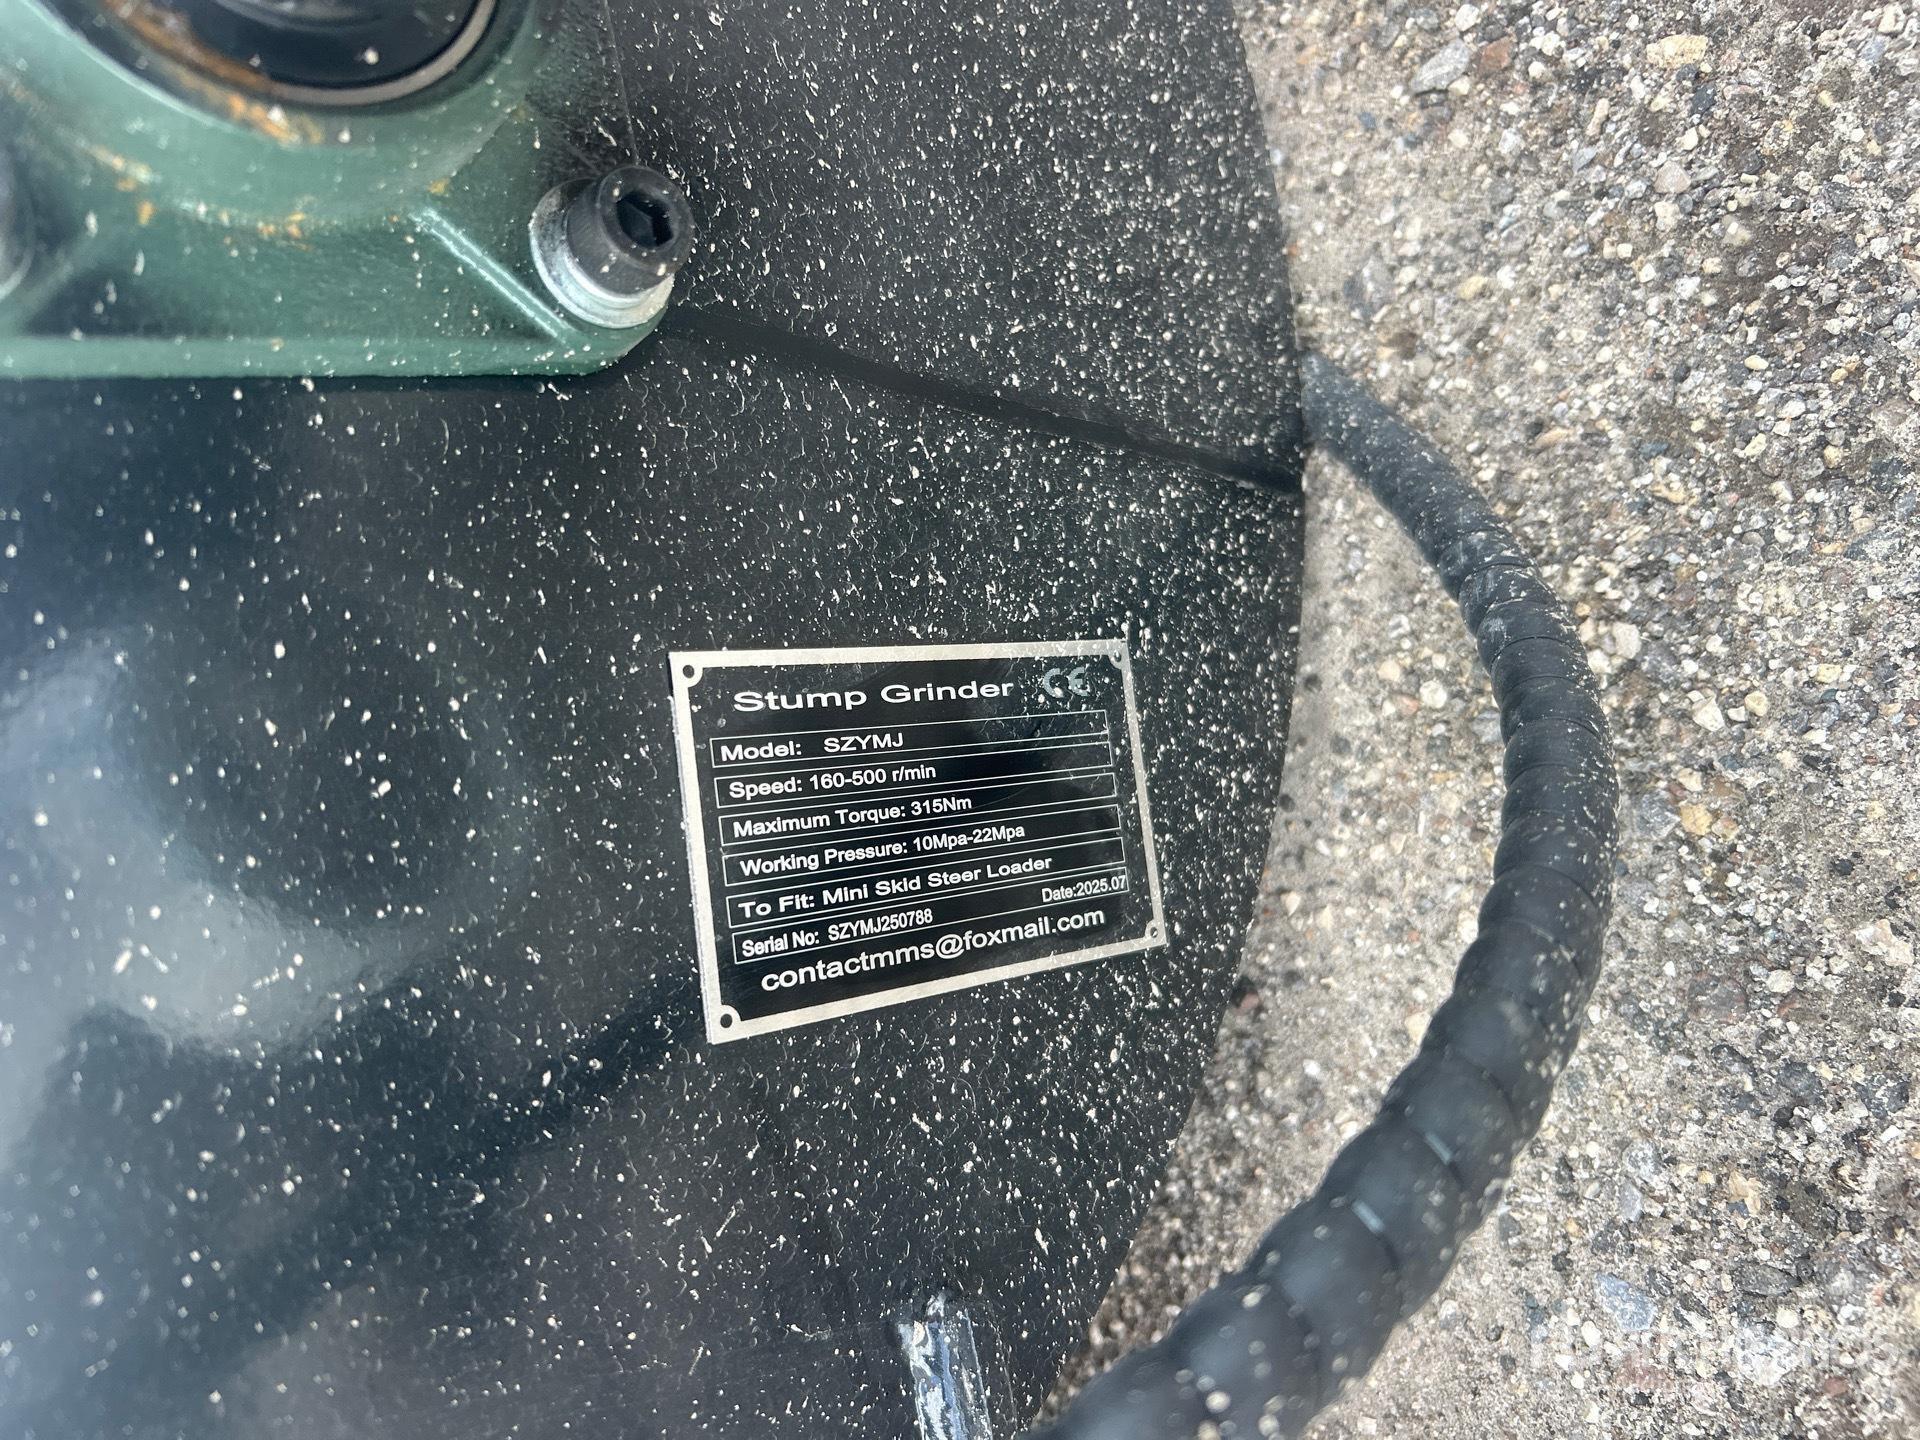 Stump Grinder CE
Model: SZYMJ
Speed: 160-500 r/min
Maximum Torque: 315Nm
Working Pressure: 10Mpa-22Mpa
To Fit: Mini Skid Steer Loader
Serial No: SZYMJ250788 Date:2025.07
contactmms@foxmail.com